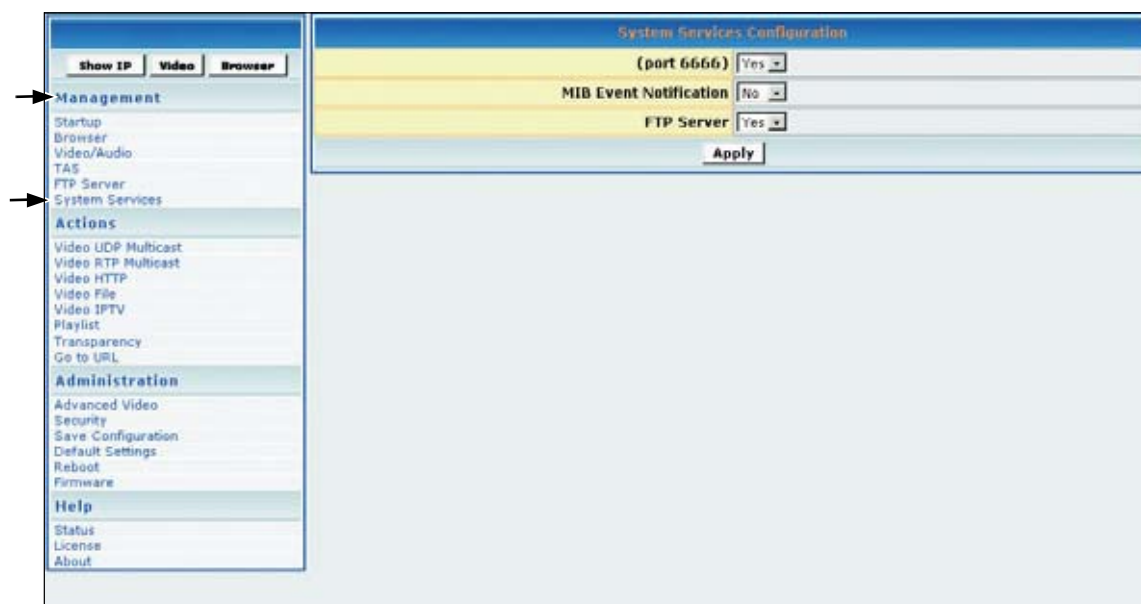 Show IP Video Browser
Management
Startup
Browser
Video/Audio
TAS
FTP Server
System Services
Actions
Video UDP Multicast
Video RTP Multicast
Video HTTP
Video File
Video IPTV
Playlist
Transparency
Go to URL
Administration
Advanced Video
Security
Save Configuration
Default Settings
Reboot
Firmware
Help
Status
License
About
System Services Configuration
(port 6666) Yes
MIB Event Notification No
FTP Server Yes
Apply